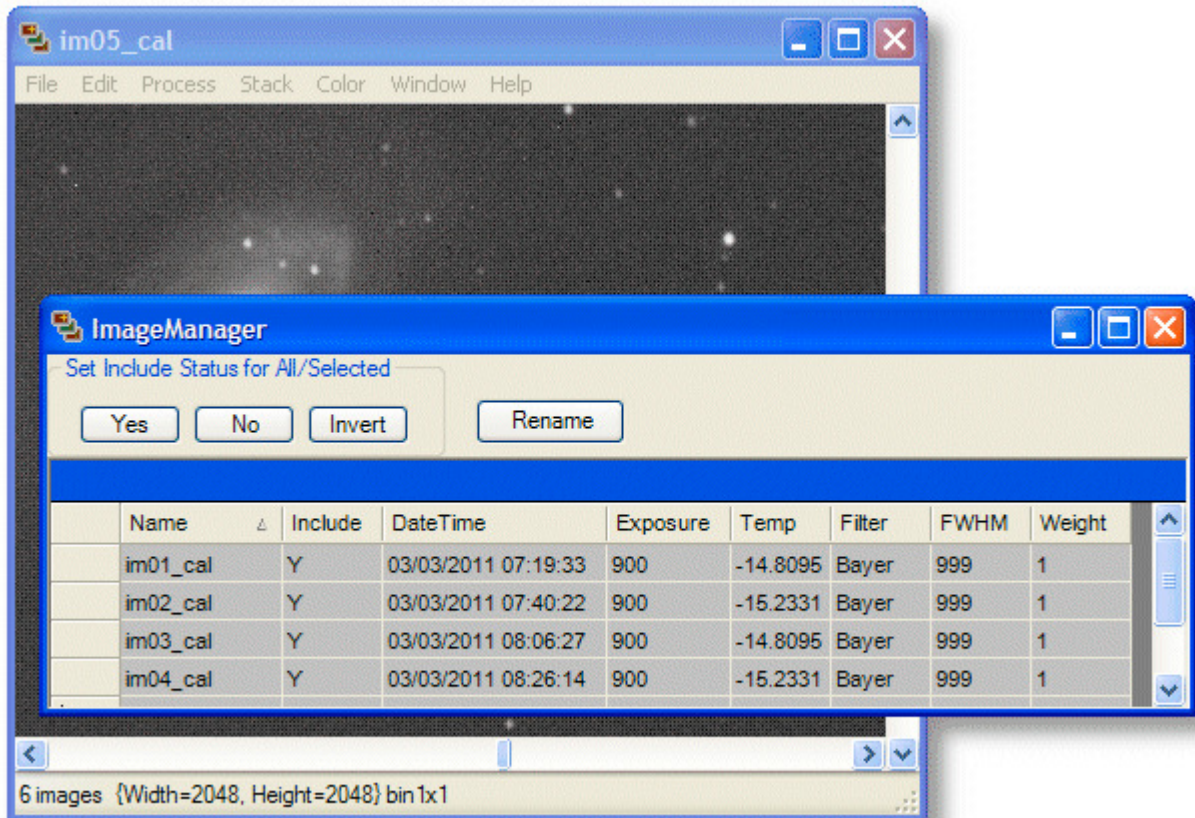 im05_cal
File Edit Process Stack Color Window Help
ImageManager
Set Include Status for All/Selected
Yes No Invert Rename
Name Include DateTime Exposure Temp Filter FWHM Weight
im01_cal Y 03/03/2011 07:19:33 900 -14.8095 Bayer 999 1
im02_cal Y 03/03/2011 07:40:22 900 -15.2331 Bayer 999 1
im03_cal Y 03/03/2011 08:06:27 900 -14.8095 Bayer 999 1
im04_cal Y 03/03/2011 08:26:14 900 -15.2331 Bayer 999 1
6 images {Width=2048, Height=2048} bin1x1